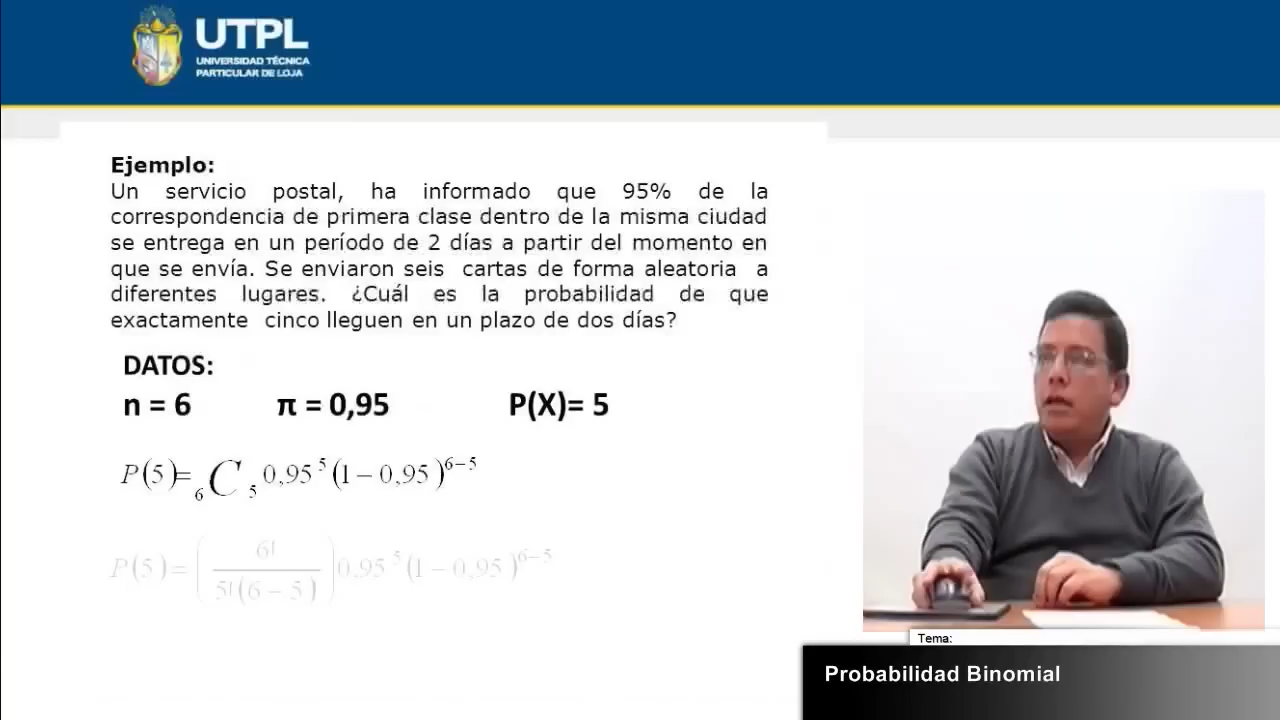 UTPL
UNIVERSIDAD TÉCNICA
PARTICULAR DE LOJA
Ejemplo:
Un servicio postal, ha informado que 95% de la
correspondencia de primera clase dentro de la misma ciudad
se entrega en un período de 2 días a partir del momento en
que se envía. Se enviaron seis cartas de forma aleatoria a
diferentes lugares. ¿Cuál es la probabilidad de que
exactamente cinco lleguen en un plazo de dos días?
DATOS:
n = 6 π = 0,95 P(X)= 5
P(5)= ₆C₅ 0,95⁵(1−0,95)⁶⁻⁵
P(5)=(6!/5!(6−5))0,95⁵(1−0,95)⁶⁻⁵
Tema:
Probabilidad Binomial